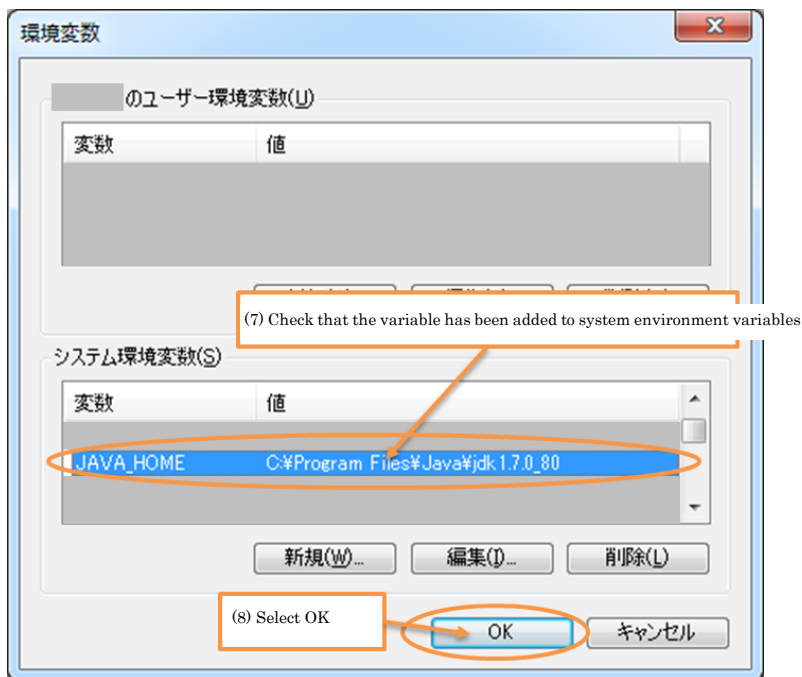 環境変数
のユーザー環境変数(U)
変数 値
(7) Check that the variable has been added to system environment variables
システム環境変数(S)
変数 値
JAVA_HOME C:¥Program Files¥Java¥jdk1.7.0_80
新規(W)... 編集(I)... 削除(L)
(8) Select OK
OK キャンセル